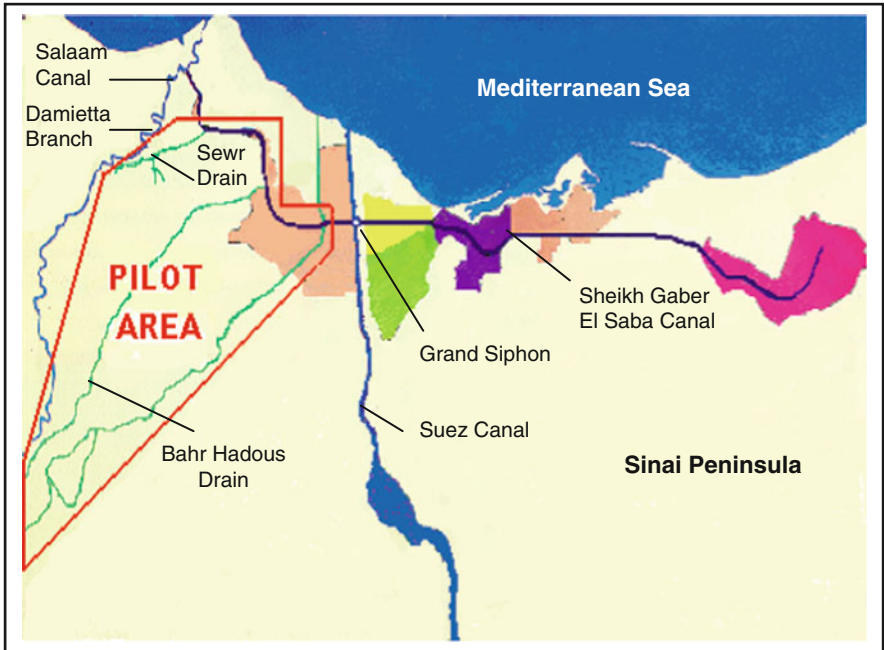 Salaam
Canal
Mediterranean Sea
Damietta
Branch
Sewr
Drain
PILOT
AREA
Sheikh Gaber
El Saba Canal
Grand Siphon
Suez Canal
Bahr Hadous
Drain
Sinai Peninsula